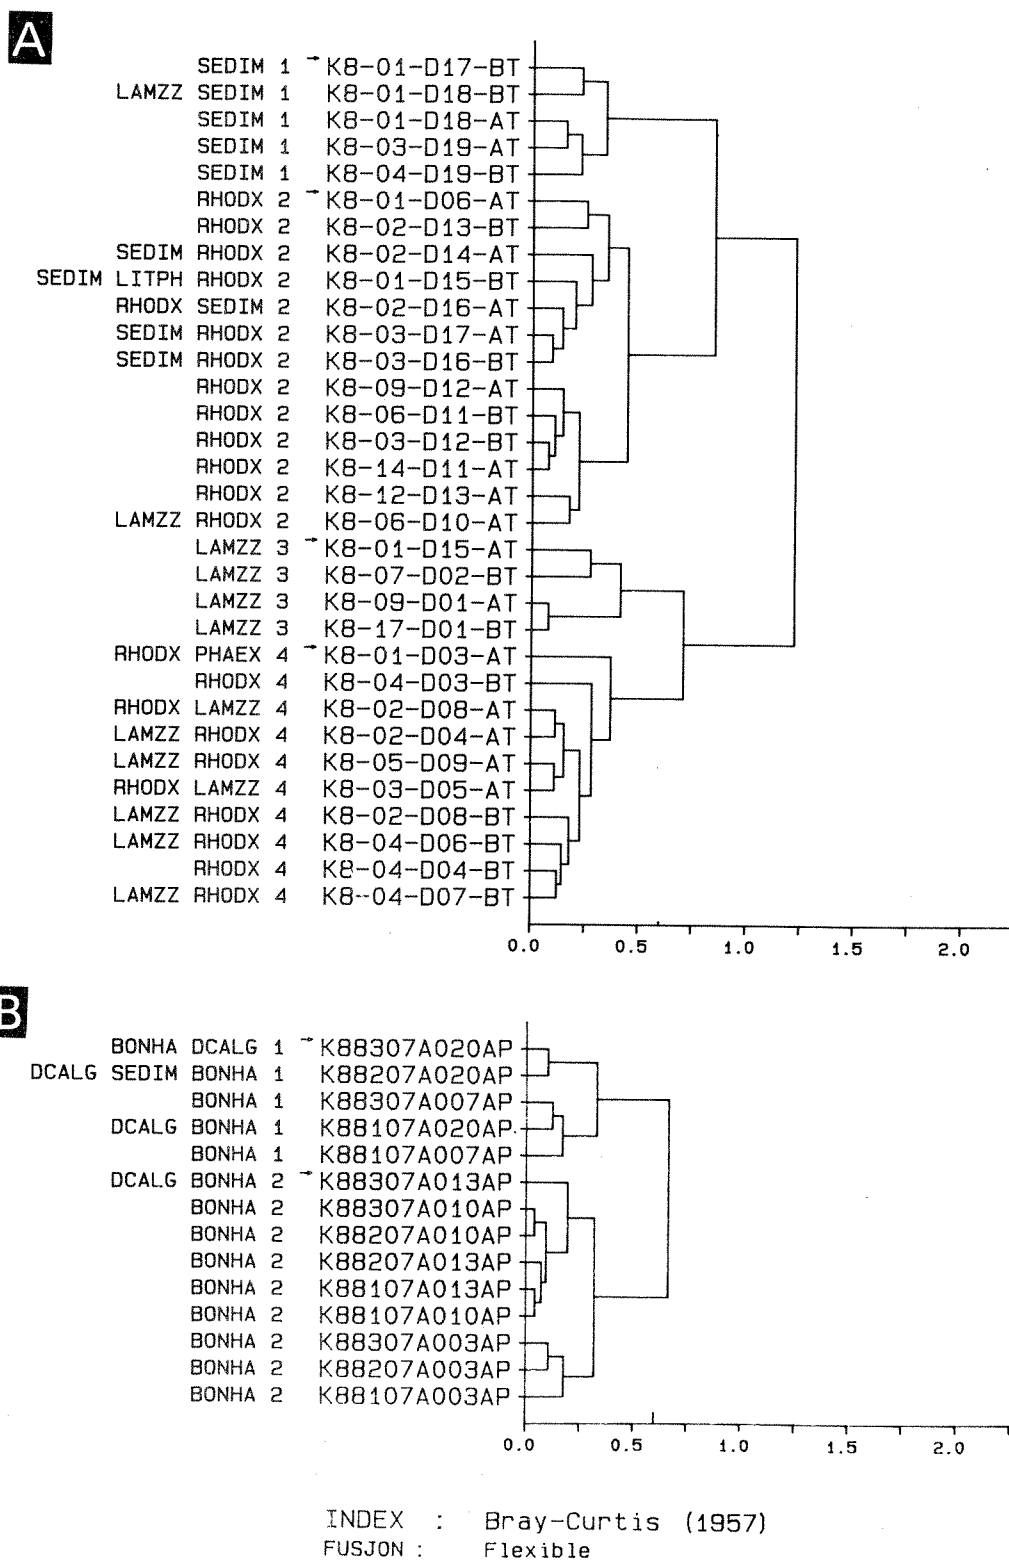 A
SEDIM 1 → K8-01-D17-BT
LAMZZ SEDIM 1 K8-01-D18-BT
SEDIM 1 K8-01-D18-AT
SEDIM 1 K8-03-D19-AT
SEDIM 1 K8-04-D19-BT
RHODX 2 → K8-01-D06-AT
RHODX 2 K8-02-D13-BT
SEDIM RHODX 2 K8-02-D14-AT
SEDIM LITPH RHODX 2 K8-01-D15-BT
RHODX SEDIM 2 K8-02-D16-AT
SEDIM RHODX 2 K8-03-D17-AT
SEDIM RHODX 2 K8-03-D16-BT
RHODX 2 K8-09-D12-AT
RHODX 2 K8-06-D11-BT
RHODX 2 K8-03-D12-BT
RHODX 2 K8-14-D11-AT
RHODX 2 K8-12-D13-AT
LAMZZ RHODX 2 K8-06-D10-AT
LAMZZ 3 → K8-01-D15-AT
LAMZZ 3 K8-07-D02-BT
LAMZZ 3 K8-09-D01-AT
LAMZZ 3 K8-17-D01-BT
RHODX PHAEX 4 → K8-01-D03-AT
RHODX 4 K8-04-D03-BT
RHODX LAMZZ 4 K8-02-D08-AT
LAMZZ RHODX 4 K8-02-D04-AT
LAMZZ RHODX 4 K8-05-D09-AT
RHODX LAMZZ 4 K8-03-D05-AT
LAMZZ RHODX 4 K8-02-D08-BT
LAMZZ RHODX 4 K8-04-D06-BT
RHODX 4 K8-04-D04-BT
LAMZZ RHODX 4 K8-04-D07-BT
0.0 0.5 1.0 1.5 2.0
B
BONHA DCALG 1 → K88307A020AP
DCALG SEDIM BONHA 1 K88207A020AP
BONHA 1 K88307A007AP
DCALG BONHA 1 K88107A020AP
BONHA 1 K88107A007AP
DCALG BONHA 2 → K88307A013AP
BONHA 2 K88307A010AP
BONHA 2 K88207A010AP
BONHA 2 K88207A013AP
BONHA 2 K88107A013AP
BONHA 2 K88107A010AP
BONHA 2 K88307A003AP
BONHA 2 K88207A003AP
BONHA 2 K88107A003AP
0.0 0.5 1.0 1.5 2.0
INDEX : Bray-Curtis (1957)
FUSJON : Flexible